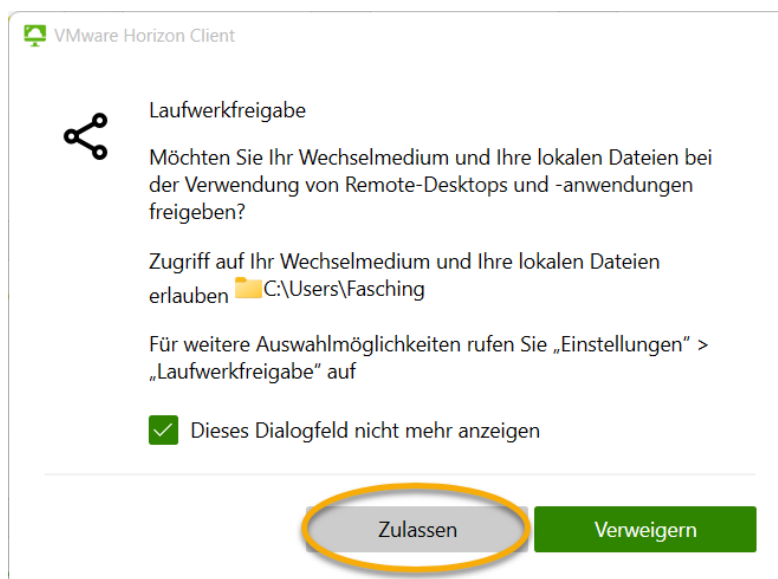 VMware Horizon Client
Laufwerkfreigabe
Möchten Sie Ihr Wechselmedium und Ihre lokalen Dateien bei
der Verwendung von Remote-Desktops und -anwendungen
freigeben?
Zugriff auf Ihr Wechselmedium und Ihre lokalen Dateien
erlauben C:\Users\Fasching
Für weitere Auswahlmöglichkeiten rufen Sie „Einstellungen“ >
„Laufwerkfreigabe“ auf
Dieses Dialogfeld nicht mehr anzeigen
Zulassen Verweigern